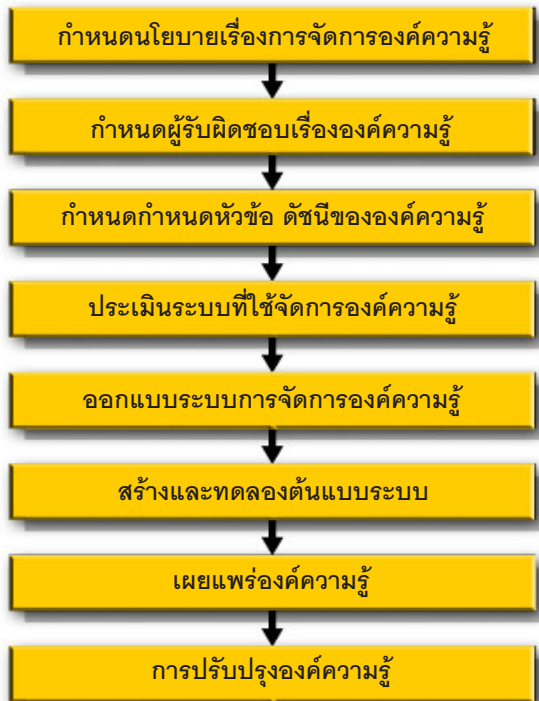 กำหนดนโยบายเรื่องการจัดการองค์ความรู้
กำหนดผู้รับผิดชอบเรื่ององค์ความรู้
กำหนดกำหนดหัวข้อ ดัชนีขององค์ความรู้
ประเมินระบบที่ใช้จัดการองค์ความรู้
ออกแบบระบบการจัดการองค์ความรู้
สร้างและทดลองต้นแบบระบบ
เผยแพร่องค์ความรู้
การปรับปรุงองค์ความรู้